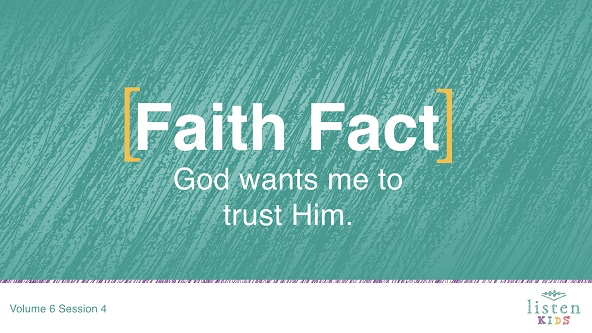 [Faith Fact]
God wants me to
trust Him.
Volume 6 Session 4
listen
KIDS